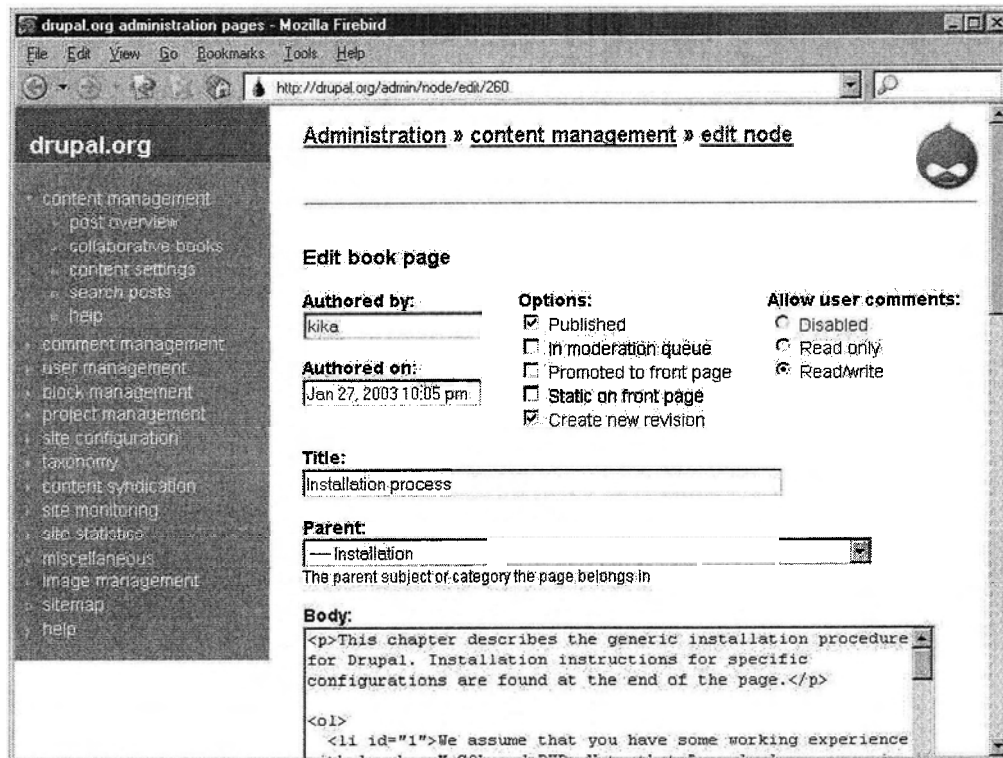 drupal.org administration pages - Mozilla Firebird
File Edit View Go Bookmarks Tools Help
http://drupal.org/admin/node/edit/260
drupal.org
content management
post overview
collaborative books
content settings
search posts
help
comment management
user management
block management
project management
site configuration
taxonomy
content syndication
site monitoring
site statistics
miscellaneous
image management
sitemap
help
Administration » content management » edit node
Edit book page
Authored by:
kika
Authored on:
Jan 27, 2003 10:05 pm
Options:
Published
In moderation queue
Promoted to front page
Static on front page
Create new revision
Allow user comments:
Disabled
Read only
Read/write
Title:
Installation process
Parent:
— Installation
The parent subject or category the page belongs in
Body:
<p>This chapter describes the generic installation procedure
for Drupal. Installation instructions for specific
configurations are found at the end of the page.</p>
<ol>
<li id="1">We assume that you have some working experience